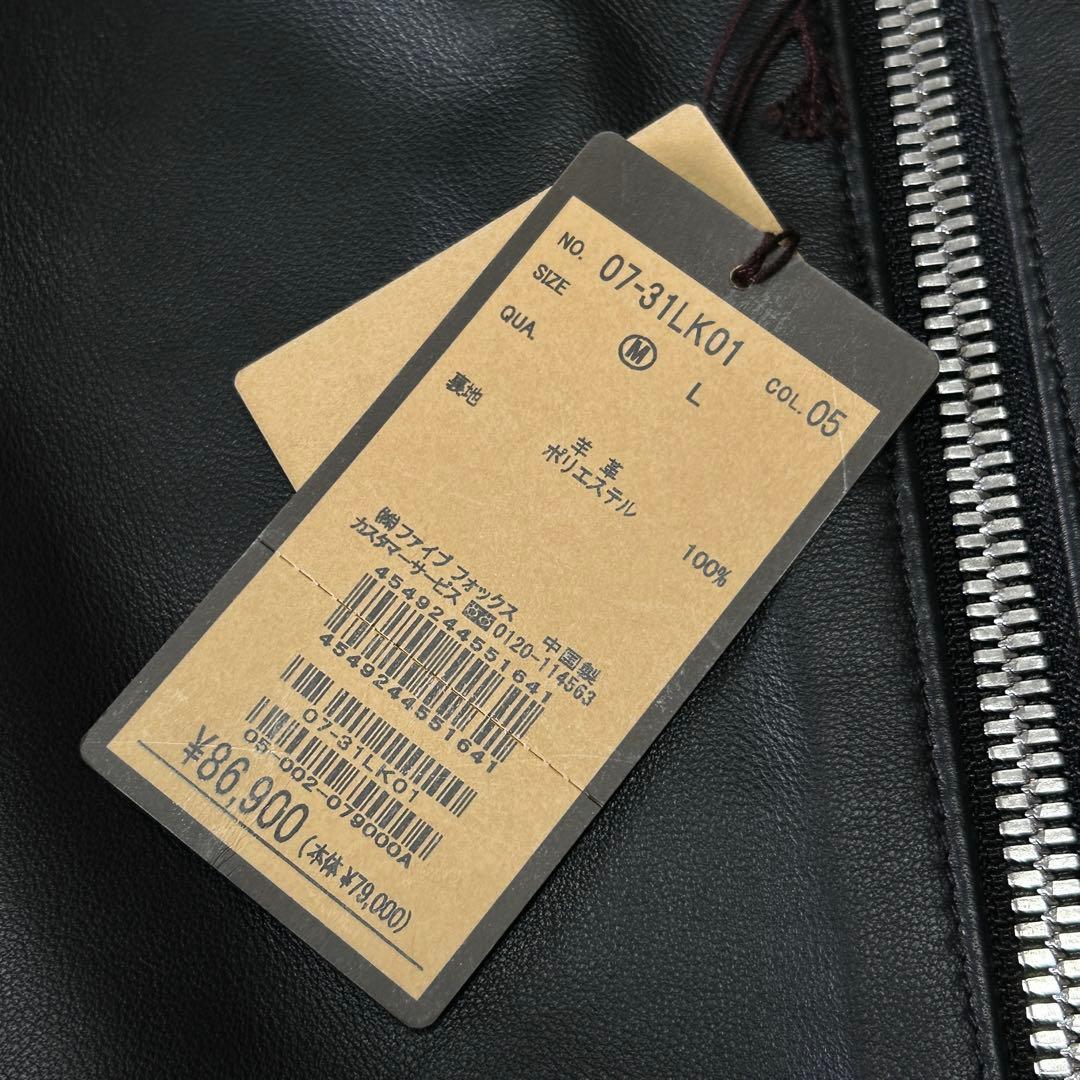 NO. 07-31LK01 COL. 05
SIZE Ⓜ L
QUA. 羊革
裏地 ポリエステル 100%
㈱ファイブ フォックス 中国製
カスタマーサービス 0120-114563
4549244551641
4549244551641
07-31LK01
05-002-079000A
¥86,900(本体¥79,000)